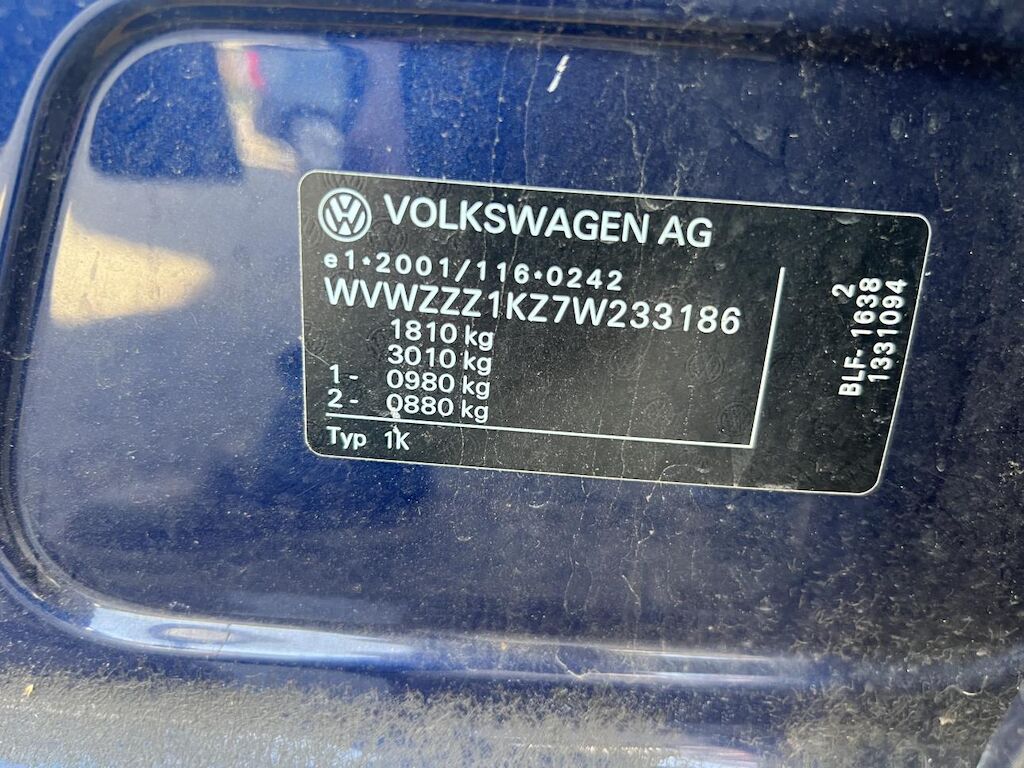 VOLKSWAGEN AG
e1*2001/116*0242
WVWZZZ1KZ7W233186
1810 kg
3010 kg
1- 0980 kg
2- 0880 kg
Typ 1K
2
BLF- 1638
1331094